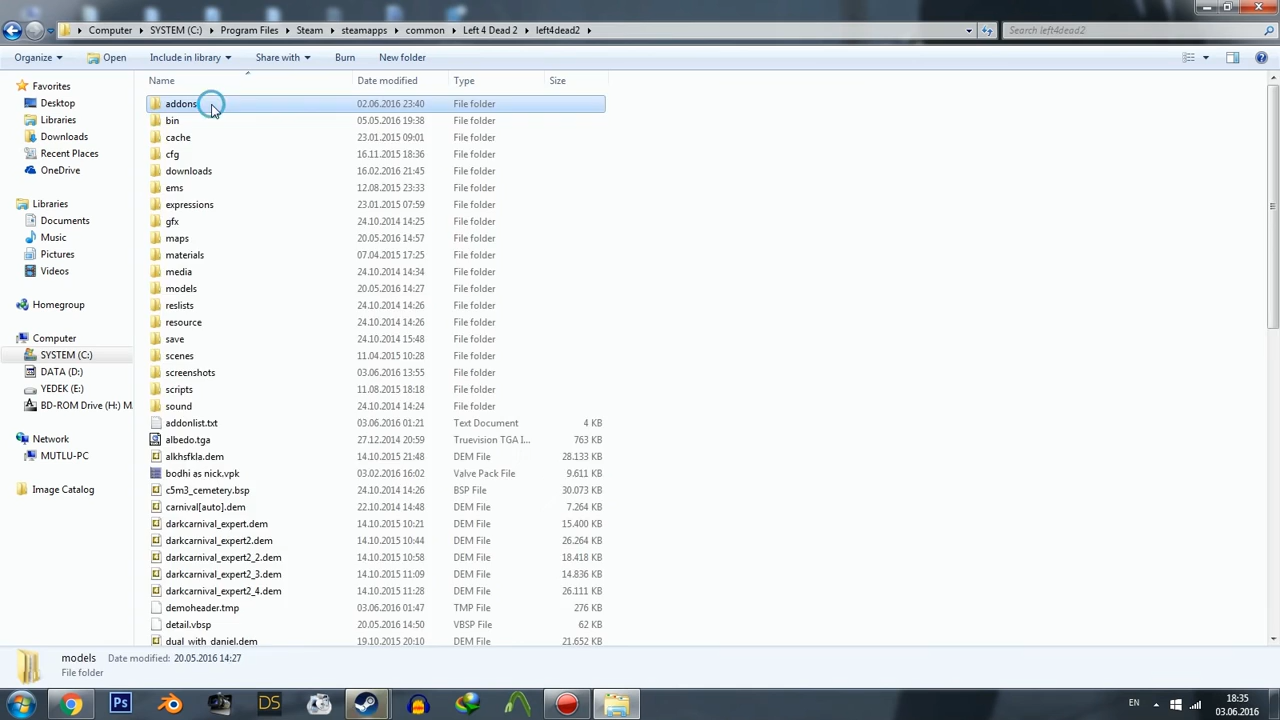 Computer SYSTEM (C:) Program Files Steam steamapps common Left 4 Dead 2 left4dead2 Search left4dead2
Organize Open Include in library Share with Burn New folder
Name Date modified Type Size
Favorites
Desktop
Libraries
Downloads
Recent Places
OneDrive
Libraries
Documents
Music
Pictures
Videos
Homegroup
Computer
SYSTEM (C:)
DATA (D:)
YEDEK (E:)
BD-ROM Drive (H:) M
Network
MUTLU-PC
Image Catalog
addons 02.06.2016 23:40 File folder
bin 05.05.2016 19:38 File folder
cache 23.01.2015 09:01 File folder
cfg 16.11.2015 18:36 File folder
downloads 16.02.2016 21:45 File folder
ems 12.08.2015 23:33 File folder
expressions 23.01.2015 07:59 File folder
gfx 24.10.2014 14:25 File folder
maps 20.05.2016 14:57 File folder
materials 07.04.2015 17:25 File folder
media 24.10.2014 14:34 File folder
models 20.05.2016 14:27 File folder
reslists 24.10.2014 14:26 File folder
resource 24.10.2014 14:26 File folder
save 24.10.2014 15:48 File folder
scenes 11.04.2015 10:28 File folder
screenshots 03.06.2016 13:55 File folder
scripts 11.08.2015 18:18 File folder
sound 24.10.2014 14:24 File folder
addonlist.txt 03.06.2016 01:21 Text Document 4 KB
albedo.tga 27.12.2014 20:59 Truevision TGA I... 763 KB
alkhsfkla.dem 14.10.2015 21:48 DEM File 28.133 KB
bodhi as nick.vpk 03.02.2016 16:02 Valve Pack File 9.611 KB
c5m3_cemetery.bsp 24.10.2014 14:26 BSP File 30.073 KB
carnival[auto].dem 22.10.2015 14:48 DEM File 7.264 KB
darkcarnival_expert.dem 14.10.2015 10:21 DEM File 15.400 KB
darkcarnival_expert2.dem 14.10.2015 10:44 DEM File 26.264 KB
darkcarnival_expert2_2.dem 14.10.2015 10:58 DEM File 18.418 KB
darkcarnival_expert2_3.dem 14.10.2015 11:09 DEM File 14.836 KB
darkcarnival_expert2_4.dem 14.10.2015 11:28 DEM File 26.111 KB
demoheader.tmp 03.06.2016 01:47 TMP File 276 KB
detail.vbsp 20.05.2016 14:50 VBSP File 62 KB
dual_with_daniel.dem 19.10.2015 20:10 DEM File 21.652 KB
models Date modified: 20.05.2016 14:27
File folder
Ps DS EN 18:35
03.06.2016